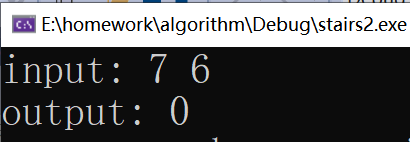 E:\homework\algorithm\Debug\stairs2.exe
input: 7 6
output: 0